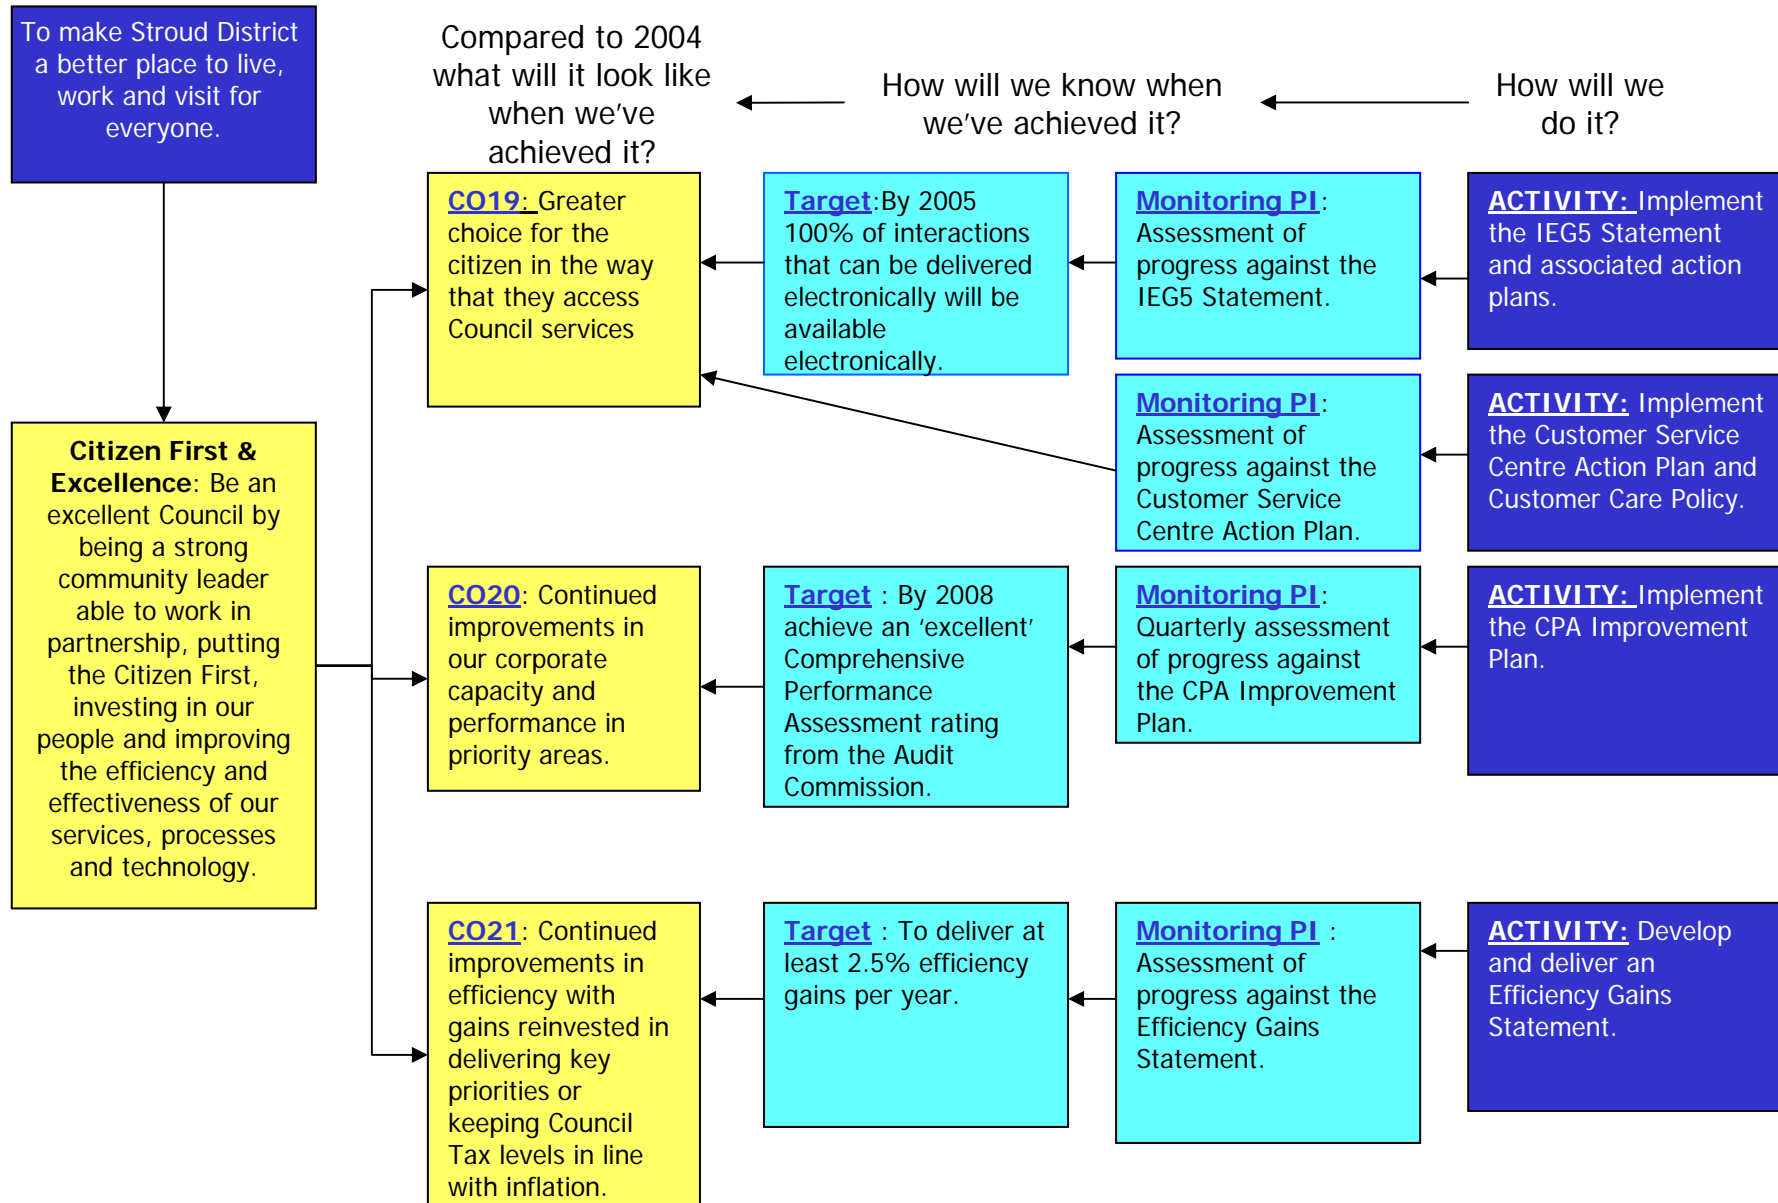 To make Stroud District
a better place to live,
work and visit for
everyone.
Compared to 2004
what will it look like
when we've
achieved it?
How will we know when
we've achieved it?
How will we
do it?
Citizen First &
Excellence: Be an
excellent Council by
being a strong
community leader
able to work in
partnership, putting
the Citizen First,
investing in our
people and improving
the efficiency and
effectiveness of our
services, processes
and technology.
CO19: Greater
choice for the
citizen in the way
that they access
Council services
Target:By 2005
100% of interactions
that can be delivered
electronically will be
available
electronically.
Monitoring PI:
Assessment of
progress against the
IEG5 Statement.
ACTIVITY: Implement
the IEG5 Statement
and associated action
plans.
Monitoring PI:
Assessment of
progress against the
Customer Service
Centre Action Plan.
ACTIVITY: Implement
the Customer Service
Centre Action Plan and
Customer Care Policy.
CO20: Continued
improvements in
our corporate
capacity and
performance in
priority areas.
Target : By 2008
achieve an ‘excellent’
Comprehensive
Performance
Assessment rating
from the Audit
Commission.
Monitoring PI:
Quarterly assessment
of progress against
the CPA Improvement
Plan.
ACTIVITY: Implement
the CPA Improvement
Plan.
CO21: Continued
improvements in
efficiency with
gains reinvested in
delivering key
priorities or
keeping Council
Tax levels in line
with inflation.
Target : To deliver at
least 2.5% efficiency
gains per year.
Monitoring PI :
Assessment of
progress against the
Efficiency Gains
Statement.
ACTIVITY: Develop
and deliver an
Efficiency Gains
Statement.